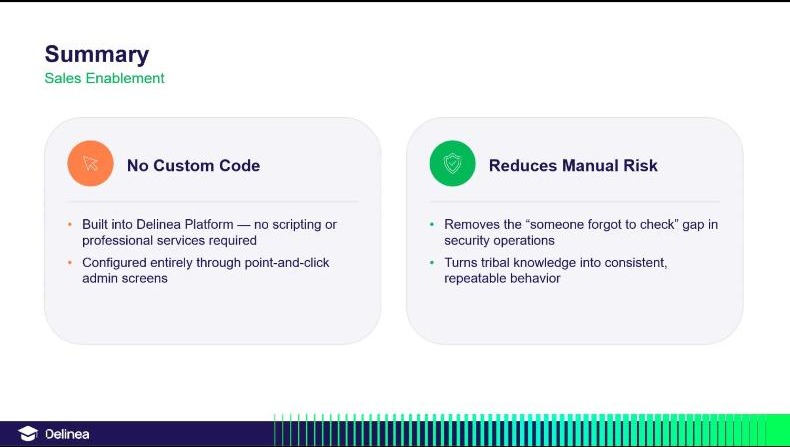 Summary
Sales Enablement
No Custom Code
• Built into Delinea Platform — no scripting or
professional services required
• Configured entirely through point-and-click
admin screens
Reduces Manual Risk
• Removes the “someone forgot to check” gap in
security operations
• Turns tribal knowledge into consistent,
repeatable behavior
Delinea